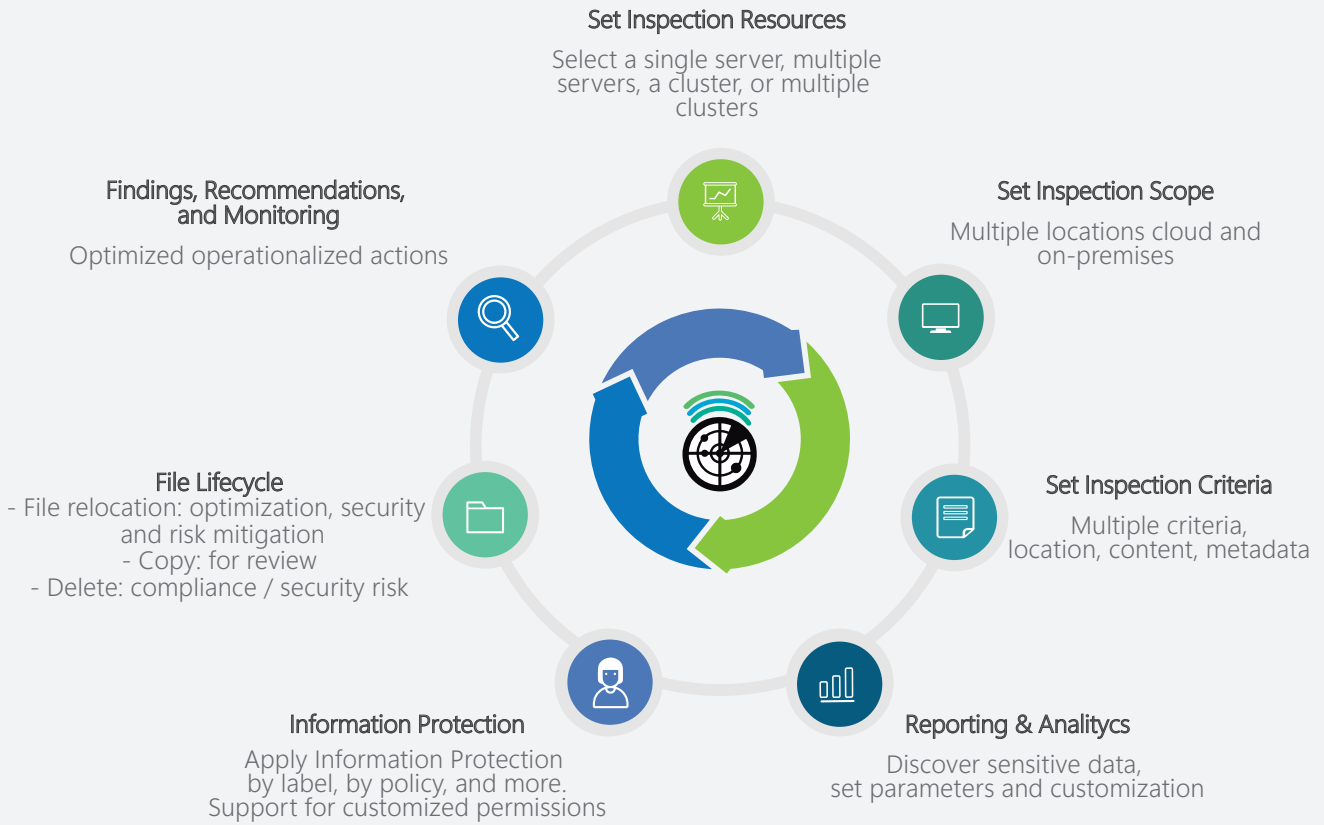 Set Inspection Resources
Select a single server, multiple
servers, a cluster, or multiple
clusters
Set Inspection Scope
Multiple locations cloud and
on-premises
Set Inspection Criteria
Multiple criteria,
location, content, metadata
Reporting & Analitycs
Discover sensitive data,
set parameters and customization
Information Protection
Apply Information Protection
by label, by policy, and more.
Support for customized permissions
File Lifecycle
- File relocation: optimization, security
and risk mitigation
- Copy: for review
- Delete: compliance / security risk
Findings, Recommendations,
and Monitoring
Optimized operationalized actions